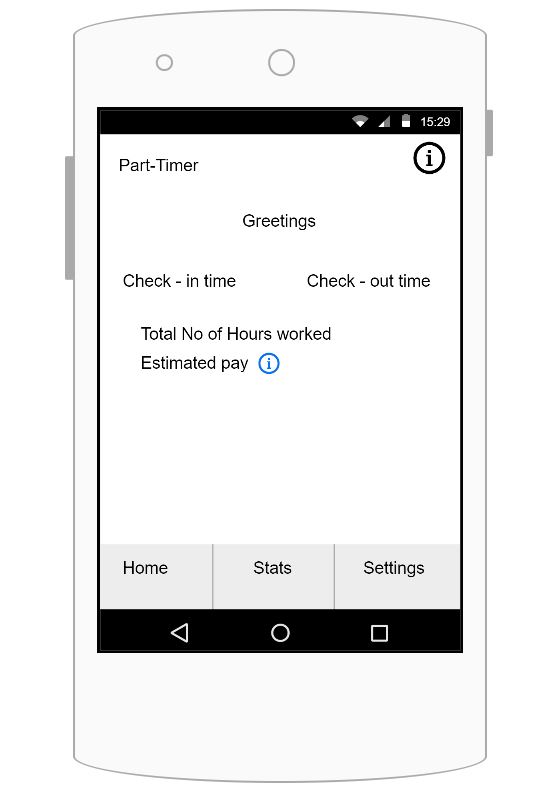 15:29
Part-Timer
Greetings
Check - in time Check - out time
Total No of Hours worked
Estimated pay
Home Stats Settings